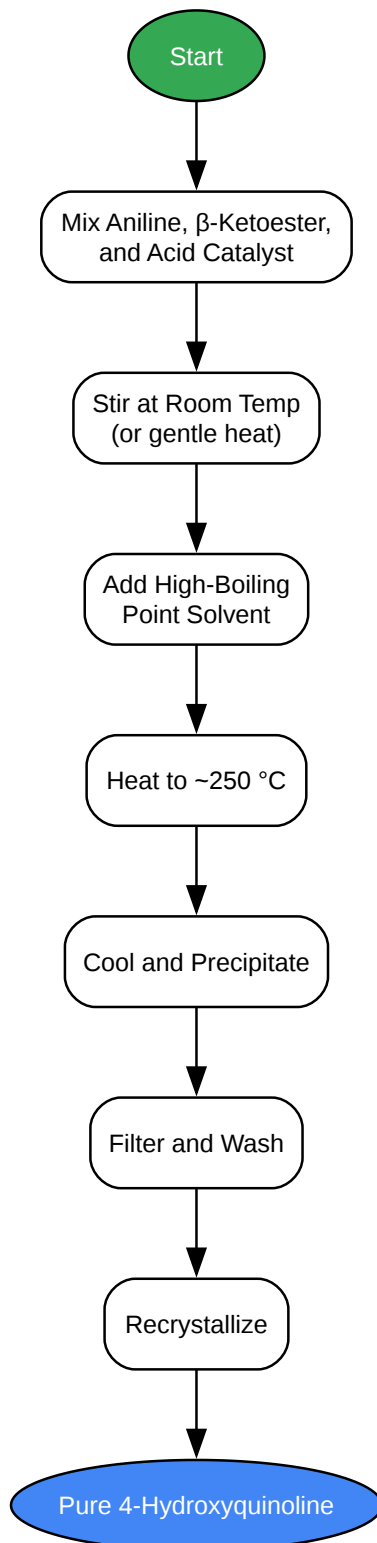 Start
Mix Aniline, β-Ketoester,
and Acid Catalyst
Stir at Room Temp
(or gentle heat)
Add High-Boiling
Point Solvent
Heat to ~250 °C
Cool and Precipitate
Filter and Wash
Recrystallize
Pure 4-Hydroxyquinoline